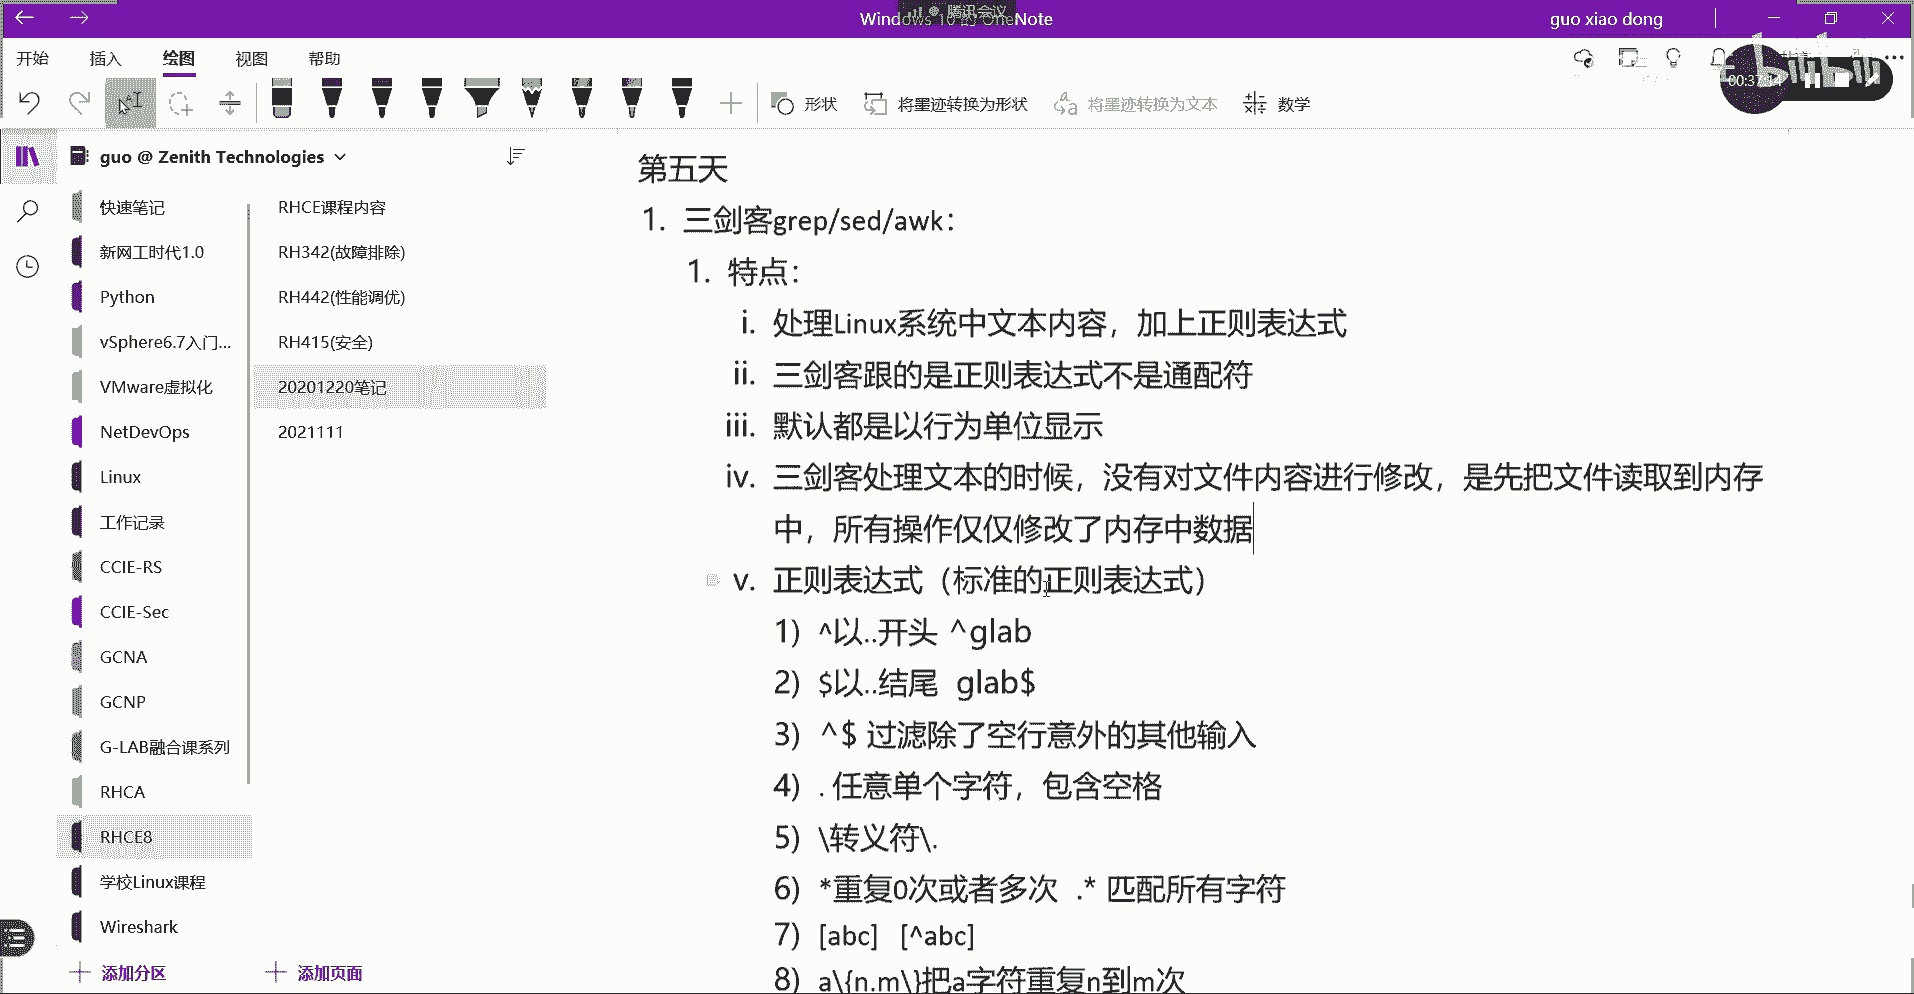 腾讯会议
Windows 10 的 OneNote
guo xiao dong
开始 插入 绘图 视图 帮助
00:37:14
bilibili
形状 将墨迹转换为形状 将墨迹转换为文本 数学
guo @ Zenith Technologies
快速笔记
新网工时代1.0
Python
vSphere6.7入门...
VMware虚拟化
NetDevOps
Linux
工作记录
CCIE-RS
CCIE-Sec
GCNA
GCNP
G-LAB融合课系列
RHCA
RHCE8
学校Linux课程
Wireshark
添加分区
RHCE课程内容
RH342(故障排除)
RH442(性能调优)
RH415(安全)
20201220笔记
2021111
添加页面
第五天
1. 三剑客grep/sed/awk：
1. 特点：
i. 处理Linux系统中文本内容，加上正则表达式
ii. 三剑客跟的是正则表达式不是通配符
iii. 默认都是以行为单位显示
iv. 三剑客处理文本的时候，没有对文件内容进行修改，是先把文件读取到内存
中，所有操作仅仅修改了内存中数据
v. 正则表达式（标准的正则表达式）
1) ^以..开头 ^glab
2) $以..结尾 glab$
3) ^$ 过滤除了空行意外的其他输入
4) . 任意单个字符，包含空格
5) \转义符\.
6) *重复0次或者多次 .* 匹配所有字符
7) [abc] [^abc]
8) a\{n.m\}把a字符重复n到m次